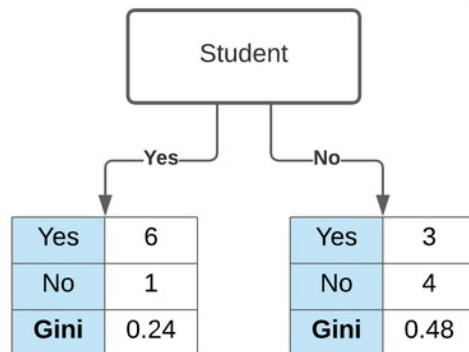 Student
Yes No
Yes 6
No 1
Gini 0.24
Yes 3
No 4
Gini 0.48